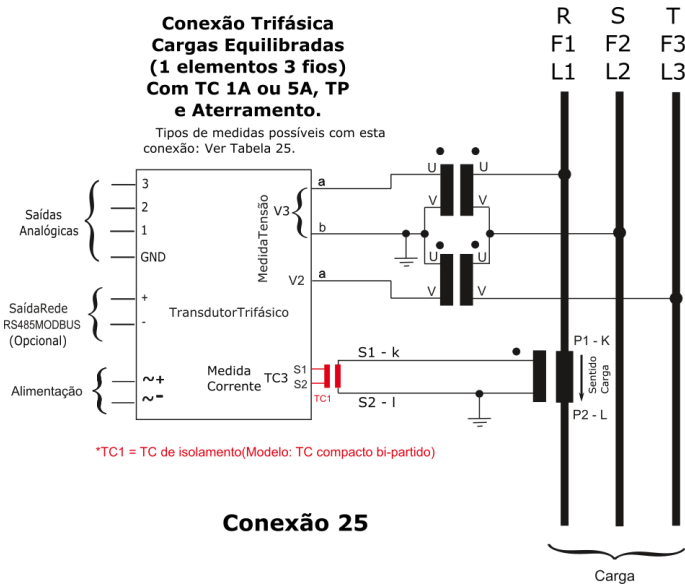 Conexão Trifásica
Cargas Equilibradas
(1 elementos 3 fios)
Com TC 1A ou 5A, TP
e Aterramento.
Tipos de medidas possíveis com esta
conexão: Ver Tabela 25.
R S T
F1 F2 F3
L1 L2 L3
Saídas
Analógicas
3
2
1
GND
SaídaRede
RS485MODBUS
(Opcional)
+
-
Alimentação
~+
~-
TransdutorTrifásico
MedidaTensão
V3
a
b
V2
a
Medida
Corrente
TC3
S1
S2
TC1
U U
V V
U U
V V
S1 - k
S2 - l
P1 - K
Sentido
Carga
P2 - L
*TC1 = TC de isolamento(Modelo: TC compacto bi-partido)
Conexão 25
Carga